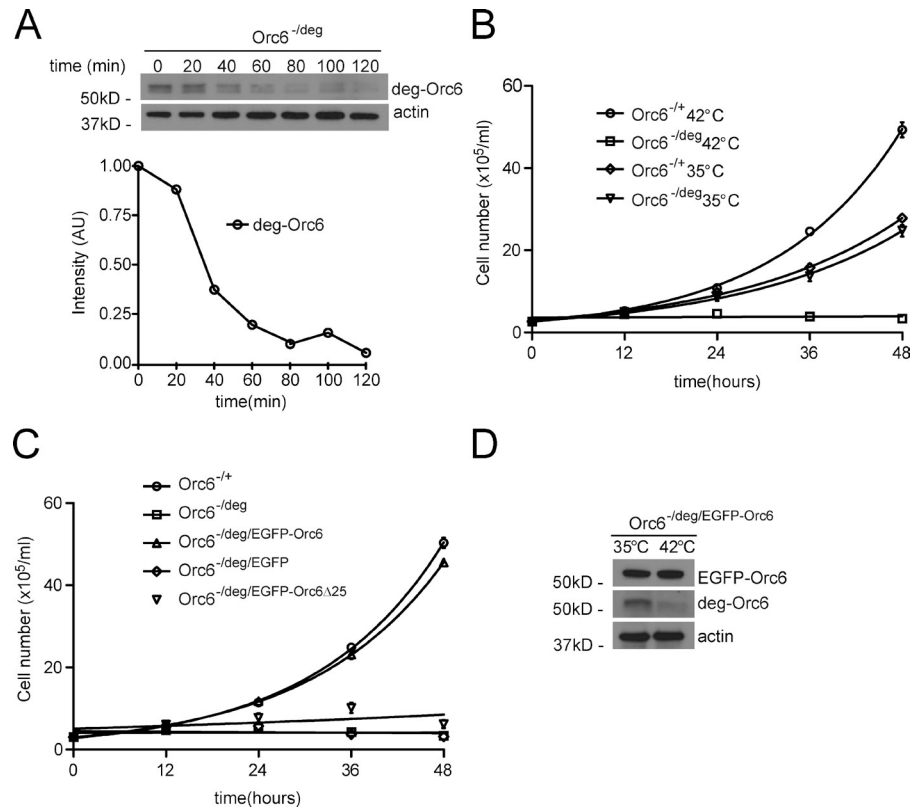 A
Orc6-/deg
time (min) 0 20 40 60 80 100 120
deg-Orc6
50kD -
actin
37kD -
1.00
0.75
0.50
0.25
0.00
Intensity (AU)
deg-Orc6
0 20 40 60 80 100 120
time(min)
B
60
40
20
0
Cell number (x10⁵/ml)
Orc6-/+ 42°C
Orc6-/deg 42°C
Orc6-/+ 35°C
Orc6-/deg 35°C
0 12 24 36 48
time(hours)
C
Orc6-/+
Orc6-/deg
Orc6-/deg/EGFP-Orc6
Orc6-/deg/EGFP
Orc6-/deg/EGFP-Orc6Δ25
60
40
20
0
Cell number (x10⁵/ml)
0 12 24 36 48
time(hours)
D
Orc6-/deg/EGFP-Orc6
35°C 42°C
50kD - EGFP-Orc6
50kD - deg-Orc6
37kD - actin